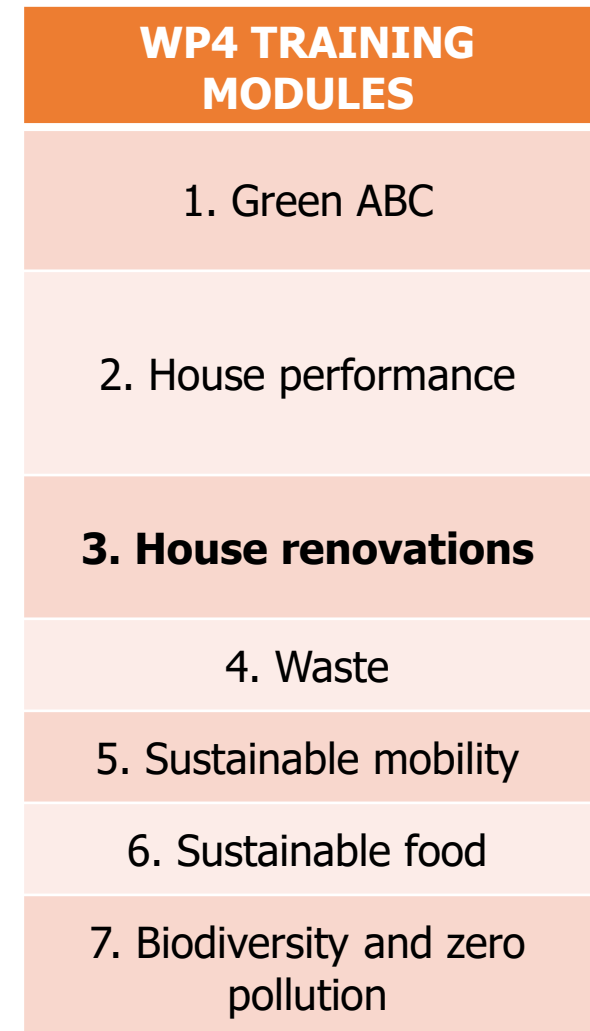 WP4 TRAINING
MODULES
1. Green ABC
2. House performance
3. House renovations
4. Waste
5. Sustainable mobility
6. Sustainable food
7. Biodiversity and zero
pollution